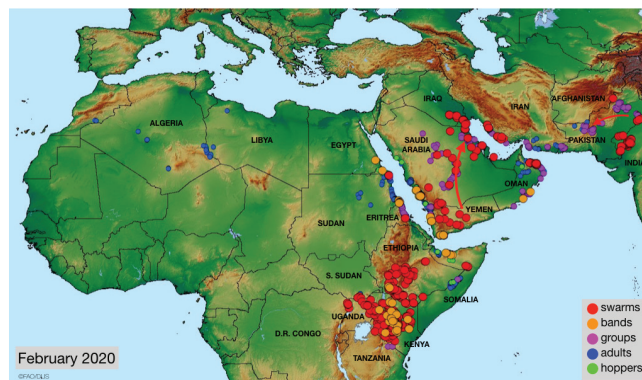 IRAQ
AFGHANISTAN
IRAN
ALGERIA
LIBYA
EGYPT
SAUDI
ARABIA
PAKISTAN
INDI
OMAN
YEMEN
SUDAN
ERITREA
ETHIOPIA
S. SUDAN
SOMALIA
UGANDA
D.R. CONGO
KENYA
TANZANIA
swarms
bands
groups
adults
hoppers
February 2020
©FAO/DLIS